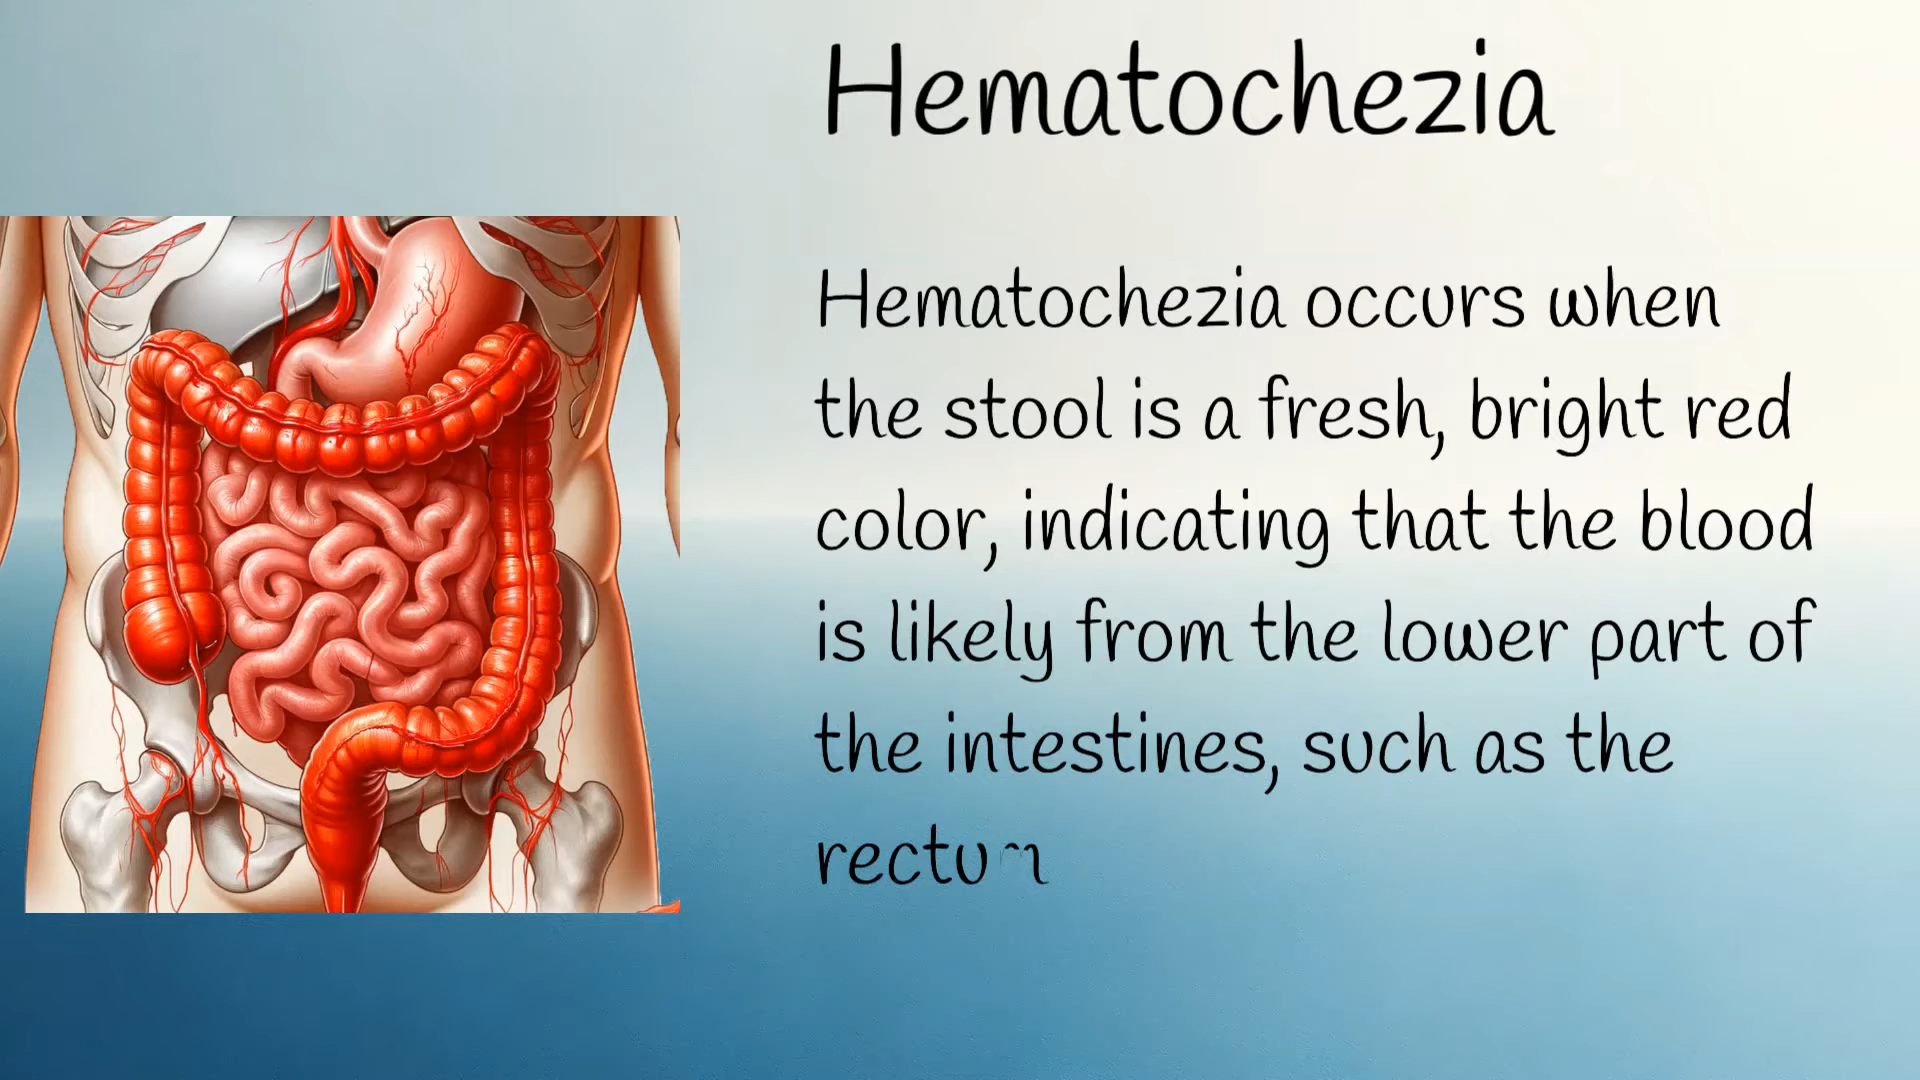 Hematochezia
Hematochezia occurs when
the stool is a fresh, bright red
color, indicating that the blood
is likely from the lower part of
the intestines, such as the
rectum